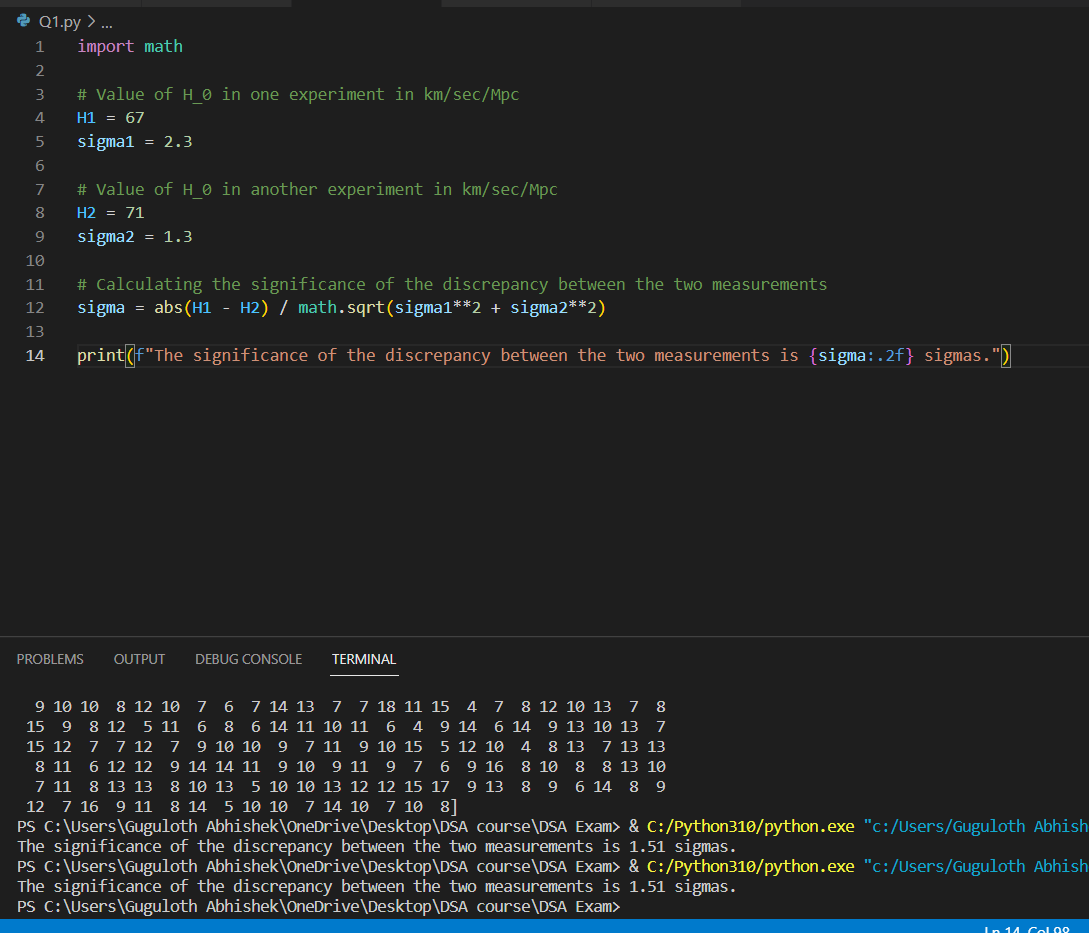 Q1.py > ...
1 import math
2
3 # Value of H_0 in one experiment in km/sec/Mpc
4 H1 = 67
5 sigma1 = 2.3
6
7 # Value of H_0 in another experiment in km/sec/Mpc
8 H2 = 71
9 sigma2 = 1.3
10
11 # Calculating the significance of the discrepancy between the two measurements
12 sigma = abs(H1 - H2) / math.sqrt(sigma1**2 + sigma2**2)
13
14 print(f"The significance of the discrepancy between the two measurements is {sigma:.2f} sigmas.")
PROBLEMS OUTPUT DEBUG CONSOLE TERMINAL
9 10 10 8 12 10 7 6 7 14 13 7 7 18 11 15 4 7 8 12 10 13 7 8
15 9 8 12 5 11 6 8 6 14 11 10 11 6 4 9 14 6 14 9 13 10 13 7
15 12 7 7 12 7 9 10 10 9 7 11 9 10 15 5 12 10 4 8 13 7 13 13
8 11 6 12 12 9 14 14 11 9 10 9 11 9 7 6 9 16 8 10 8 8 13 10
7 11 8 13 13 8 10 13 5 10 10 13 12 12 15 17 9 13 8 9 6 14 8 9
12 7 16 9 11 8 14 5 10 10 7 14 10 7 10 8]
PS C:\Users\Guguloth Abhishek\OneDrive\Desktop\DSA course\DSA Exam> & C:/Python310/python.exe "c:/Users/Guguloth Abhish
The significance of the discrepancy between the two measurements is 1.51 sigmas.
PS C:\Users\Guguloth Abhishek\OneDrive\Desktop\DSA course\DSA Exam> & C:/Python310/python.exe "c:/Users/Guguloth Abhish
The significance of the discrepancy between the two measurements is 1.51 sigmas.
PS C:\Users\Guguloth Abhishek\OneDrive\Desktop\DSA course\DSA Exam>
Ln 14, Col 98